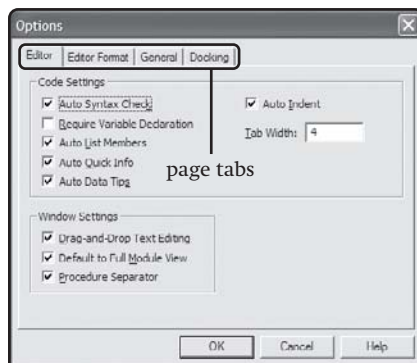 Options
Editor Editor Format General Docking
Code Settings
Auto Syntax Check
Require Variable Declaration
Auto List Members
Auto Quick Info
Auto Data Tips
Auto Indent
Tab Width: 4
page tabs
Window Settings
Drag-and-Drop Text Editing
Default to Full Module View
Procedure Separator
OK Cancel Help